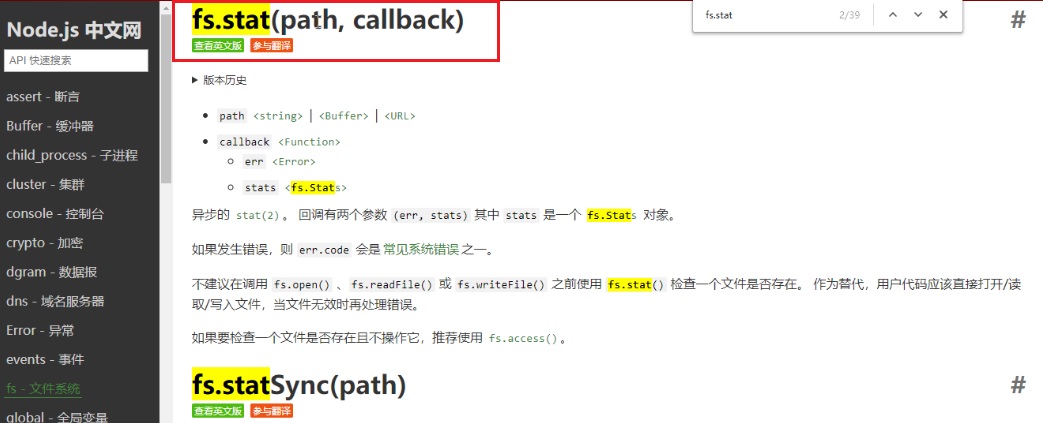 Node.js 中文网
API 快速搜索
assert - 断言
Buffer - 缓冲器
child_process - 子进程
cluster - 集群
console - 控制台
crypto - 加密
dgram - 数据报
dns - 域名服务器
Error - 异常
events - 事件
fs - 文件系统
global - 全局变量
fs.stat 2/39
fs.stat(path, callback) #
查看英文版 参与翻译
版本历史
path <string> | <Buffer> | <URL>
callback <Function>
err <Error>
stats <fs.Stats>
异步的 stat(2)。 回调有两个参数 (err, stats) 其中 stats 是一个 fs.Stats 对象。
如果发生错误，则 err.code 会是常见系统错误之一。
不建议在调用 fs.open() 、fs.readFile() 或 fs.writeFile() 之前使用 fs.stat() 检查一个文件是否存在。 作为替代，用户代码应该直接打开/读
取/写入文件，当文件无效时再处理错误。
如果要检查一个文件是否存在且不操作它，推荐使用 fs.access()。
fs.statSync(path) #
查看英文版 参与翻译